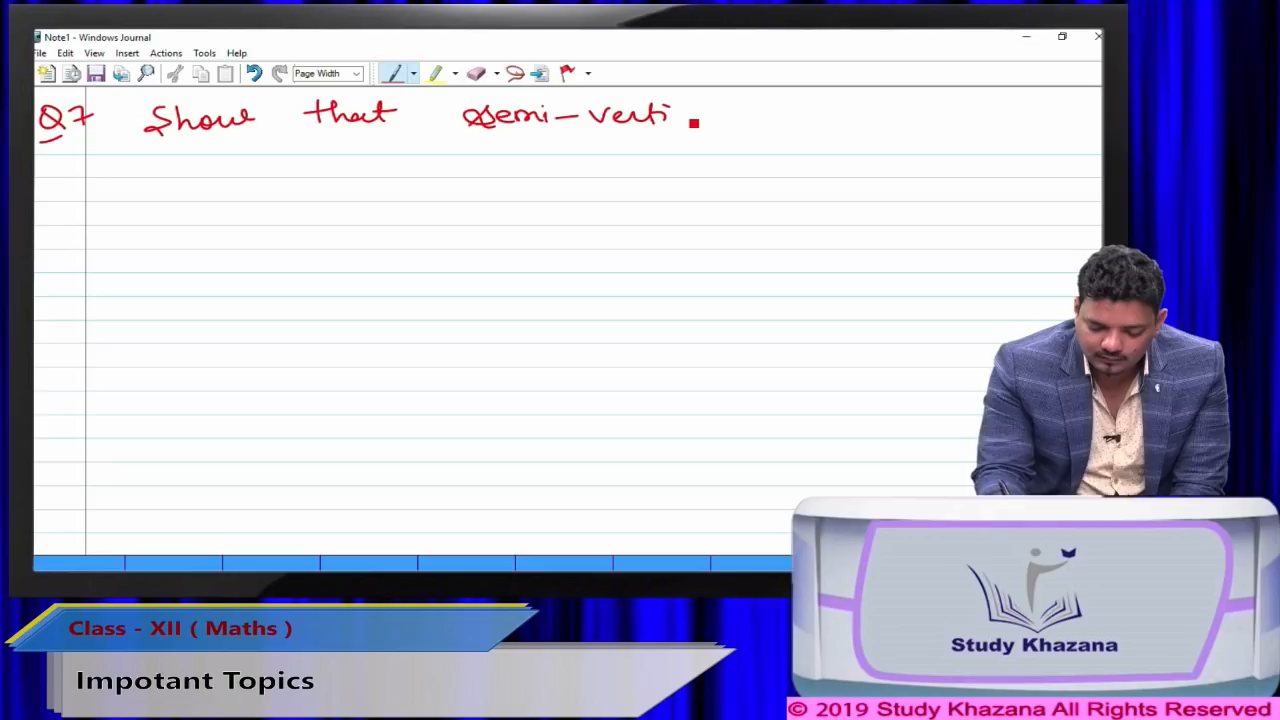 Note1 - Windows Journal
File Edit View Insert Actions Tools Help
Page Width
Q7 Show that semi-verti
Study Khazana
Class - XII ( Maths )
Impotant Topics
© 2019 Study Khazana All Rights Reserved